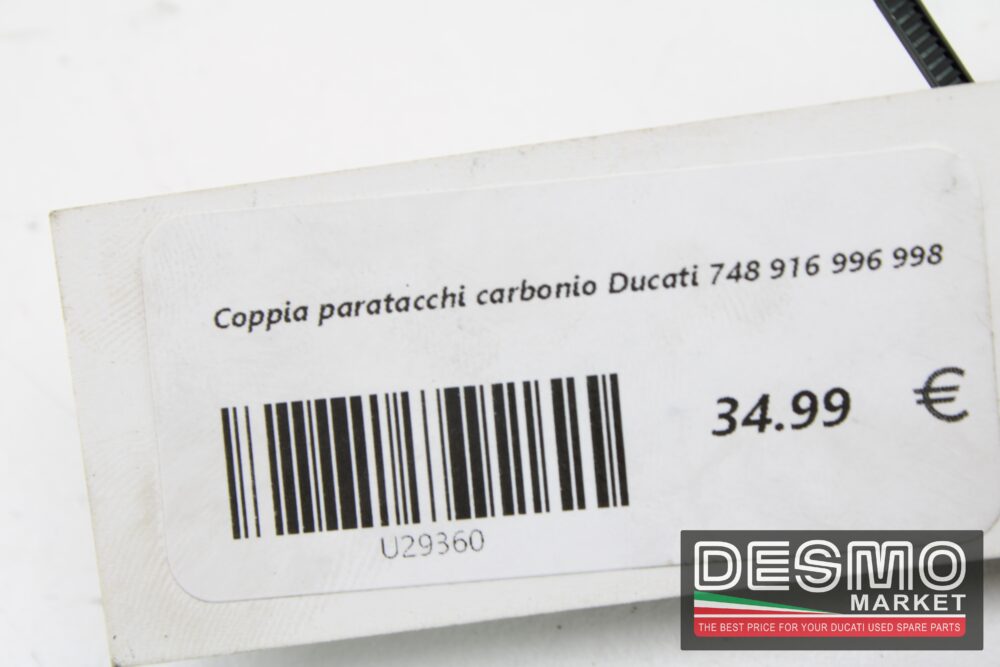 Coppia paratacchi carbonio Ducati 748 916 996 998
34.99 €
U29360
DESMO
MARKET
THE BEST PRICE FOR YOUR DUCATI USED SPARE PARTS